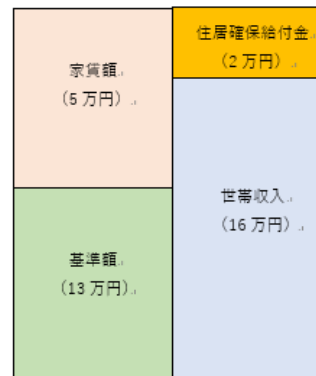 家賃額
（5 万円）
基準額
（13 万円）
住居確保給付金
（2 万円）
世帯収入
（16 万円）